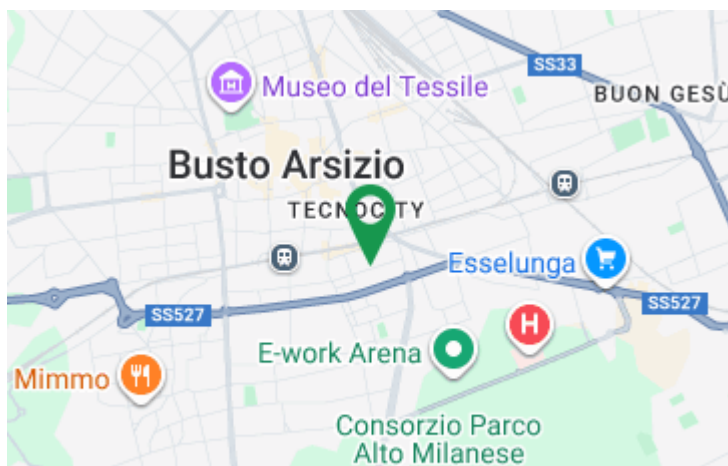 SS33
Museo del Tessile
BUON GESÙ
Busto Arsizio
TECNOCITY
Esselunga
SS527
SS527
H
E-work Arena
Mimmo
Consorzio Parco
Alto Milanese